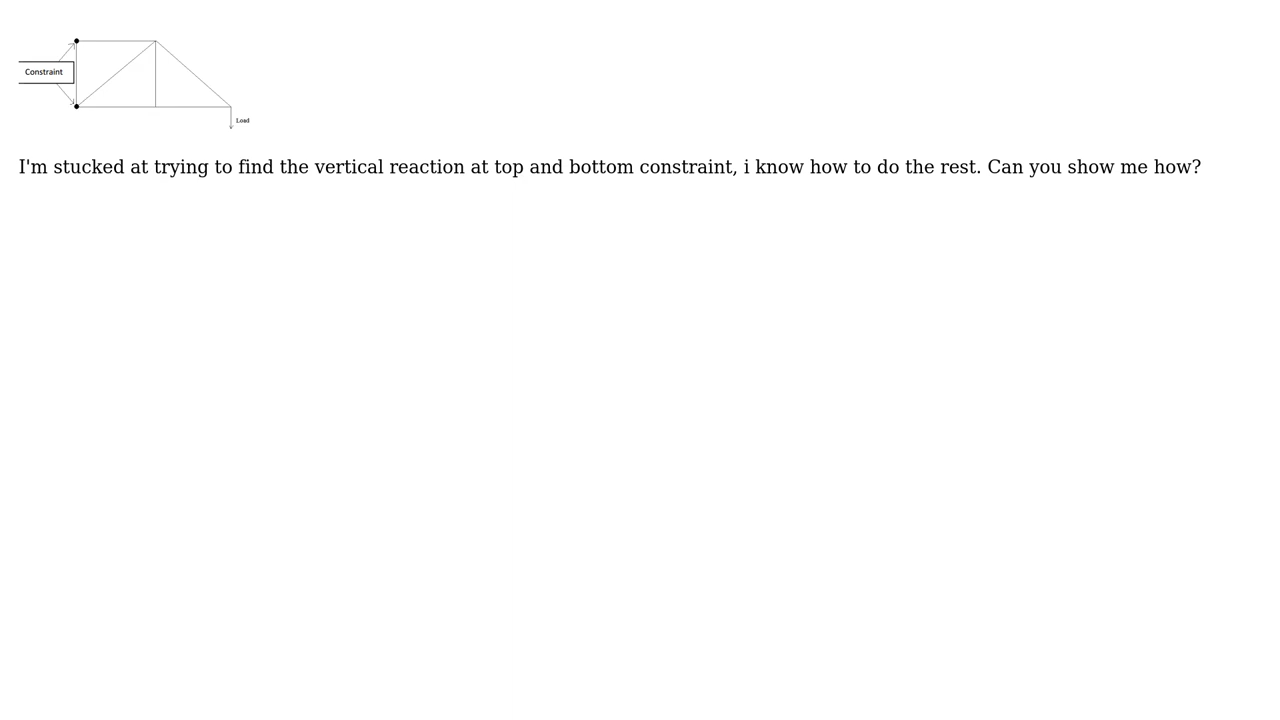 Constraint
Load
I'm stucked at trying to find the vertical reaction at top and bottom constraint, i know how to do the rest. Can you show me how?